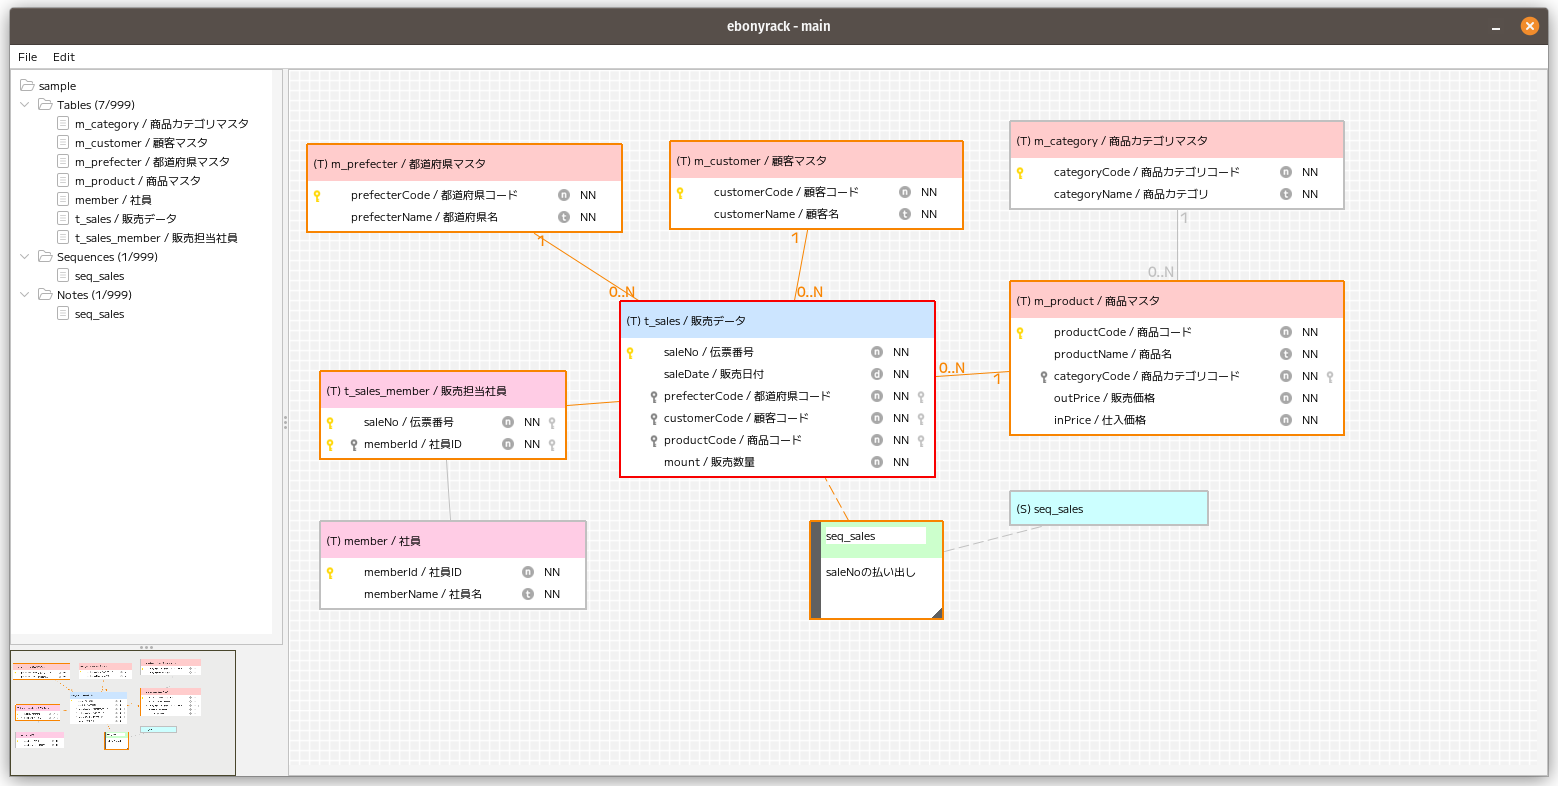 ebonyrack - main
File Edit
sample
Tables (7/999)
m_category / 商品カテゴリマスタ
m_customer / 顧客マスタ
m_prefecter / 都道府県マスタ
m_product / 商品マスタ
member / 社員
t_sales / 販売データ
t_sales_member / 販売担当社員
Sequences (1/999)
seq_sales
Notes (1/999)
seq_sales
(T) m_prefecter / 都道府県マスタ
prefecterCode / 都道府県コード n NN
prefecterName / 都道府県名 t NN
1
0..N
(T) m_customer / 顧客マスタ
customerCode / 顧客コード n NN
customerName / 顧客名 t NN
1
0..N
(T) m_category / 商品カテゴリマスタ
categoryCode / 商品カテゴリコード n NN
categoryName / 商品カテゴリ t NN
1
0..N
(T) t_sales / 販売データ
saleNo / 伝票番号 n NN
saleDate / 販売日付 d NN
prefecterCode / 都道府県コード n NN
customerCode / 顧客コード n NN
productCode / 商品コード n NN
mount / 販売数量 n NN
0..N
1
(T) m_product / 商品マスタ
productCode / 商品コード n NN
productName / 商品名 t NN
categoryCode / 商品カテゴリコード n NN
outPrice / 販売価格 n NN
inPrice / 仕入価格 n NN
(T) t_sales_member / 販売担当社員
saleNo / 伝票番号 n NN
memberId / 社員ID n NN
(T) member / 社員
memberId / 社員ID n NN
memberName / 社員名 t NN
seq_sales
saleNoの払い出し
(S) seq_sales